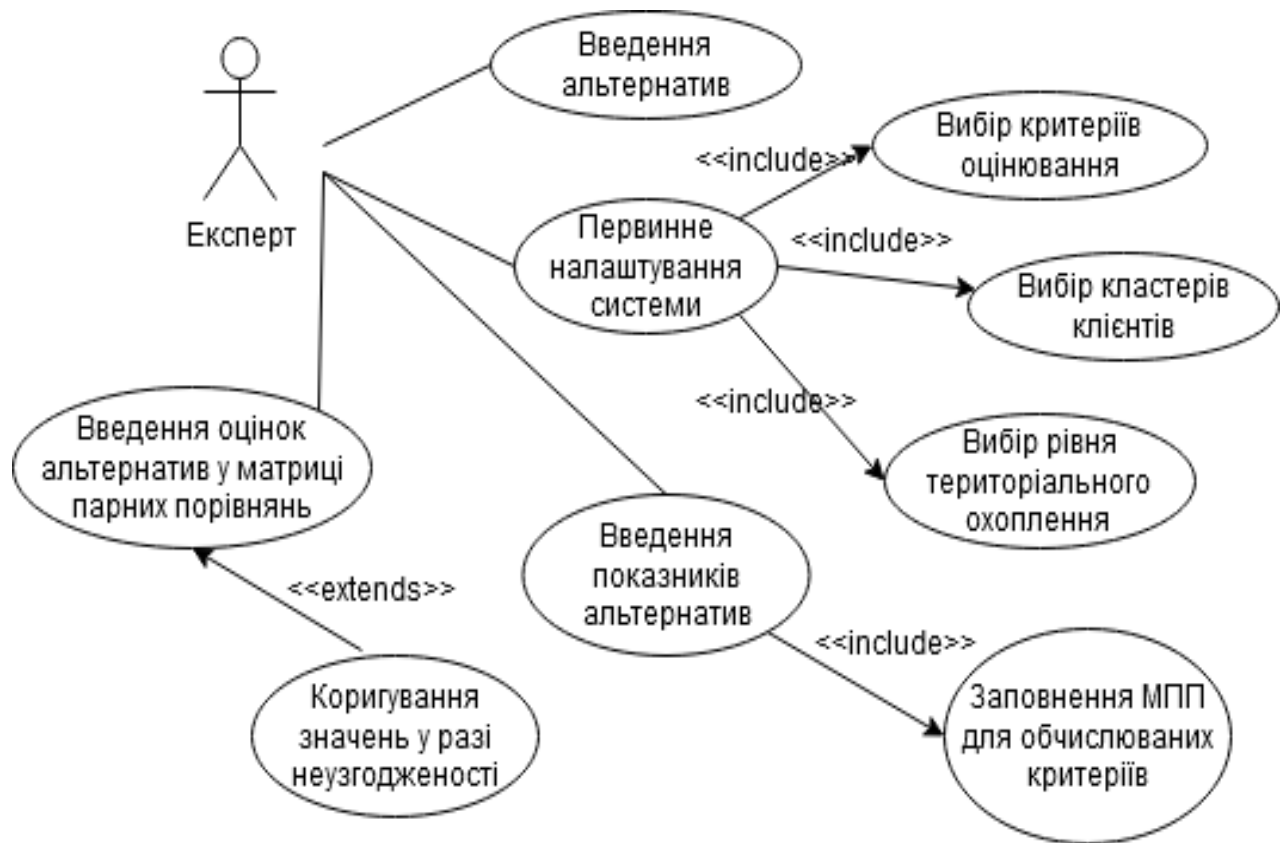 Введення
альтернатив
Вибір критеріїв
оцінювання
<<include>>
Експерт
Первинне
налаштування
системи
<<include>>
Вибір кластерів
клієнтів
<<include>>
Введення оцінок
альтернатив у матриці
парних порівнянь
Вибір рівня
територіального
охоплення
Введення
показників
альтернатив
<<extends>>
<<include>>
Коригування
значень у разі
неузгодженості
Заповнення МПП
для обчислюваних
критеріїв